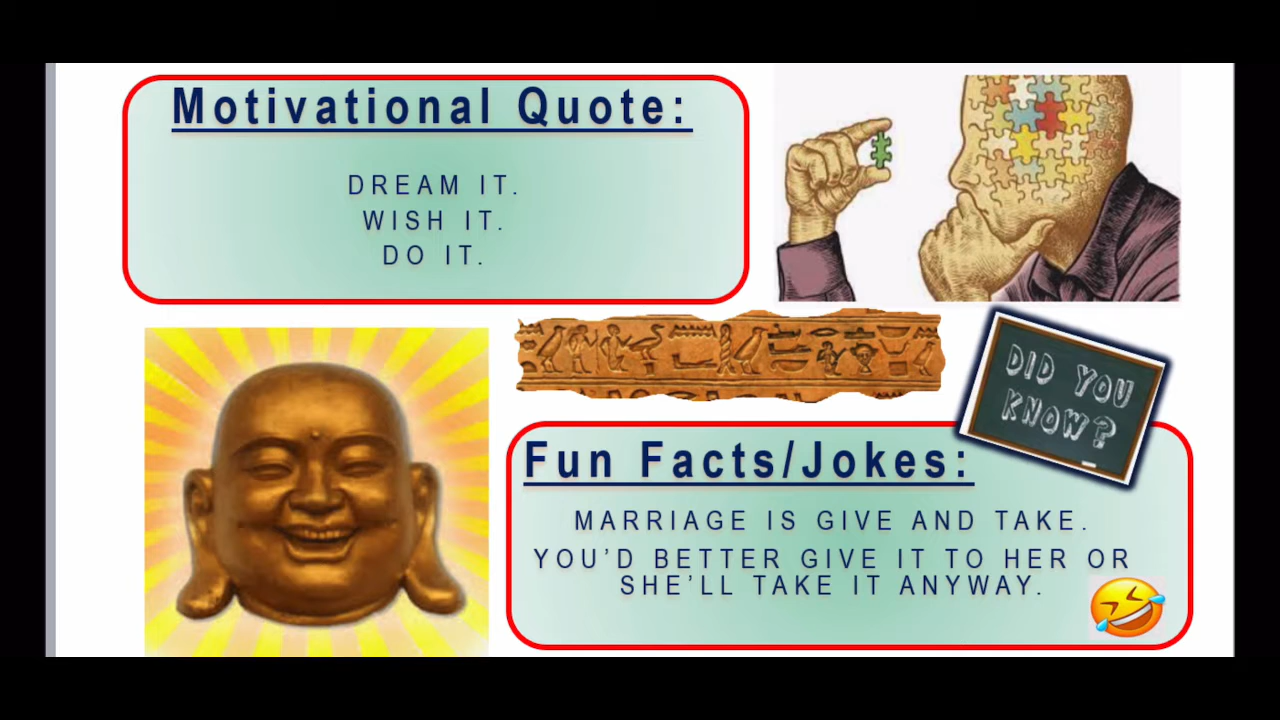 Motivational Quote:
DREAM IT.
WISH IT.
DO IT.
DID YOU
KNOW?
Fun Facts/Jokes:
MARRIAGE IS GIVE AND TAKE.
YOU'D BETTER GIVE IT TO HER OR
SHE'LL TAKE IT ANYWAY.